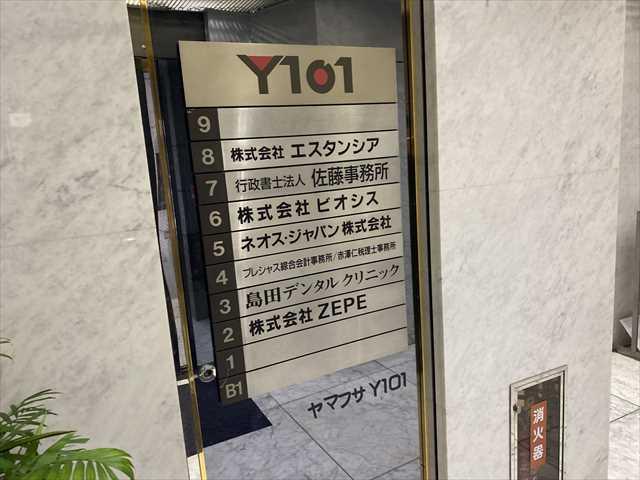 Y101
9
8 株式会社 エスタンシア
7 行政書士法人 佐藤事務所
6 株式会社 ビオシス
5 ネオス・ジャパン 株式会社
4 プレシャス綜合会計事務所/赤澤仁税理士事務所
3 島田デンタル クリニック
2 株式会社 ZEPE
1
B1
ヤマフサ Y101
消火器